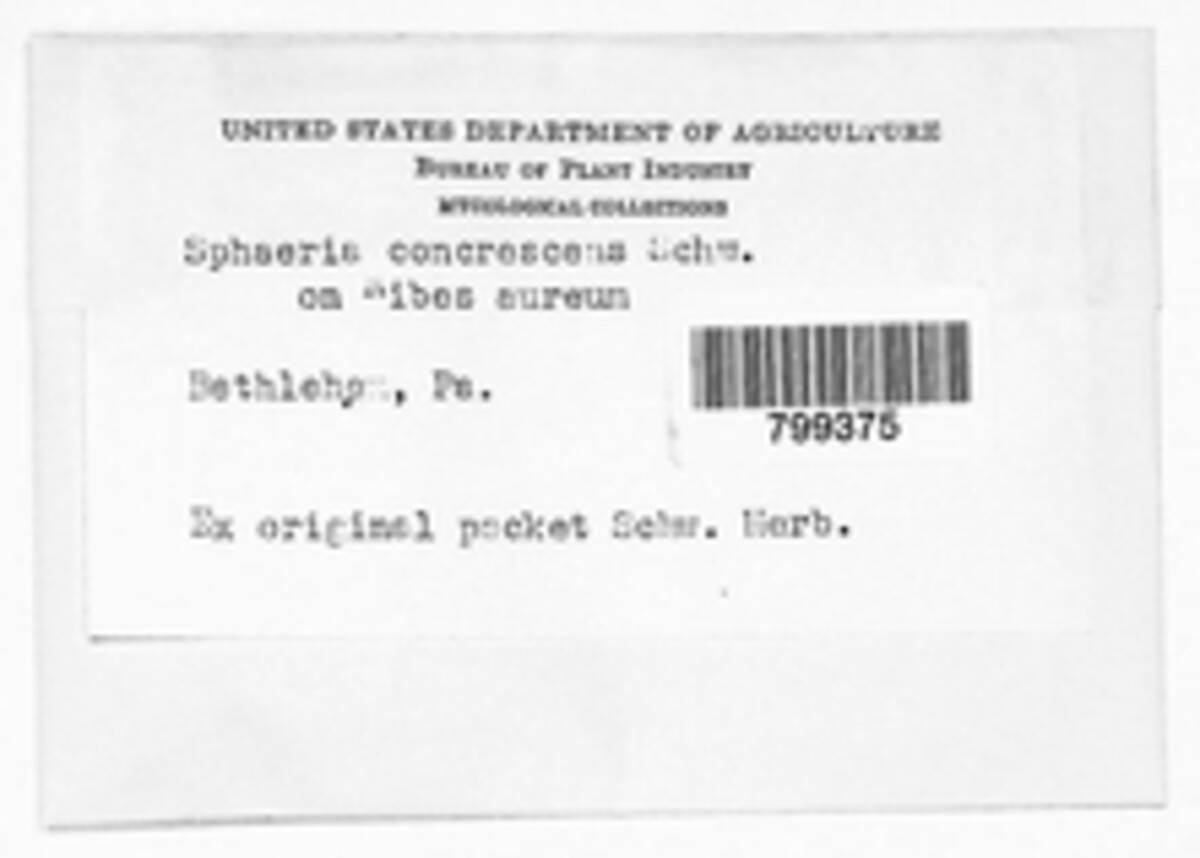 UNITED STATES DEPARTMENT OF AGRICULTURE
BUREAU OF PLANT INDUSTRY
MYCOLOGICAL COLLECTIONS
Sphaeria concrescens Schw.
on Ribes aureum
Bethlehem, Pa.
799375
Ex original packet Schw. Herb.